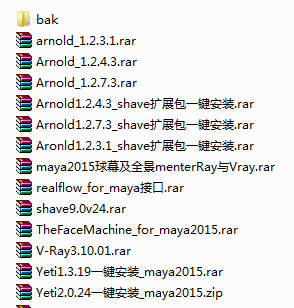 bak
arnold_1.2.3.1.rar
Arnold_1.2.4.3.rar
Arnold_1.2.7.3.rar
Arnold1.2.4.3_shave扩展包一键安装.rar
Arnold1.2.7.3_shave扩展包一键安装.rar
Aronld1.2.3.1_shave扩展包一键安装.rar
maya2015球幕及全景menterRay与Vray.rar
realflow_for_maya接口.rar
shave9.0v24.rar
TheFaceMachine_for_maya2015.rar
V-Ray3.10.01.rar
Yeti1.3.19一键安装_maya2015.rar
Yeti2.0.24一键安装_maya2015.zip